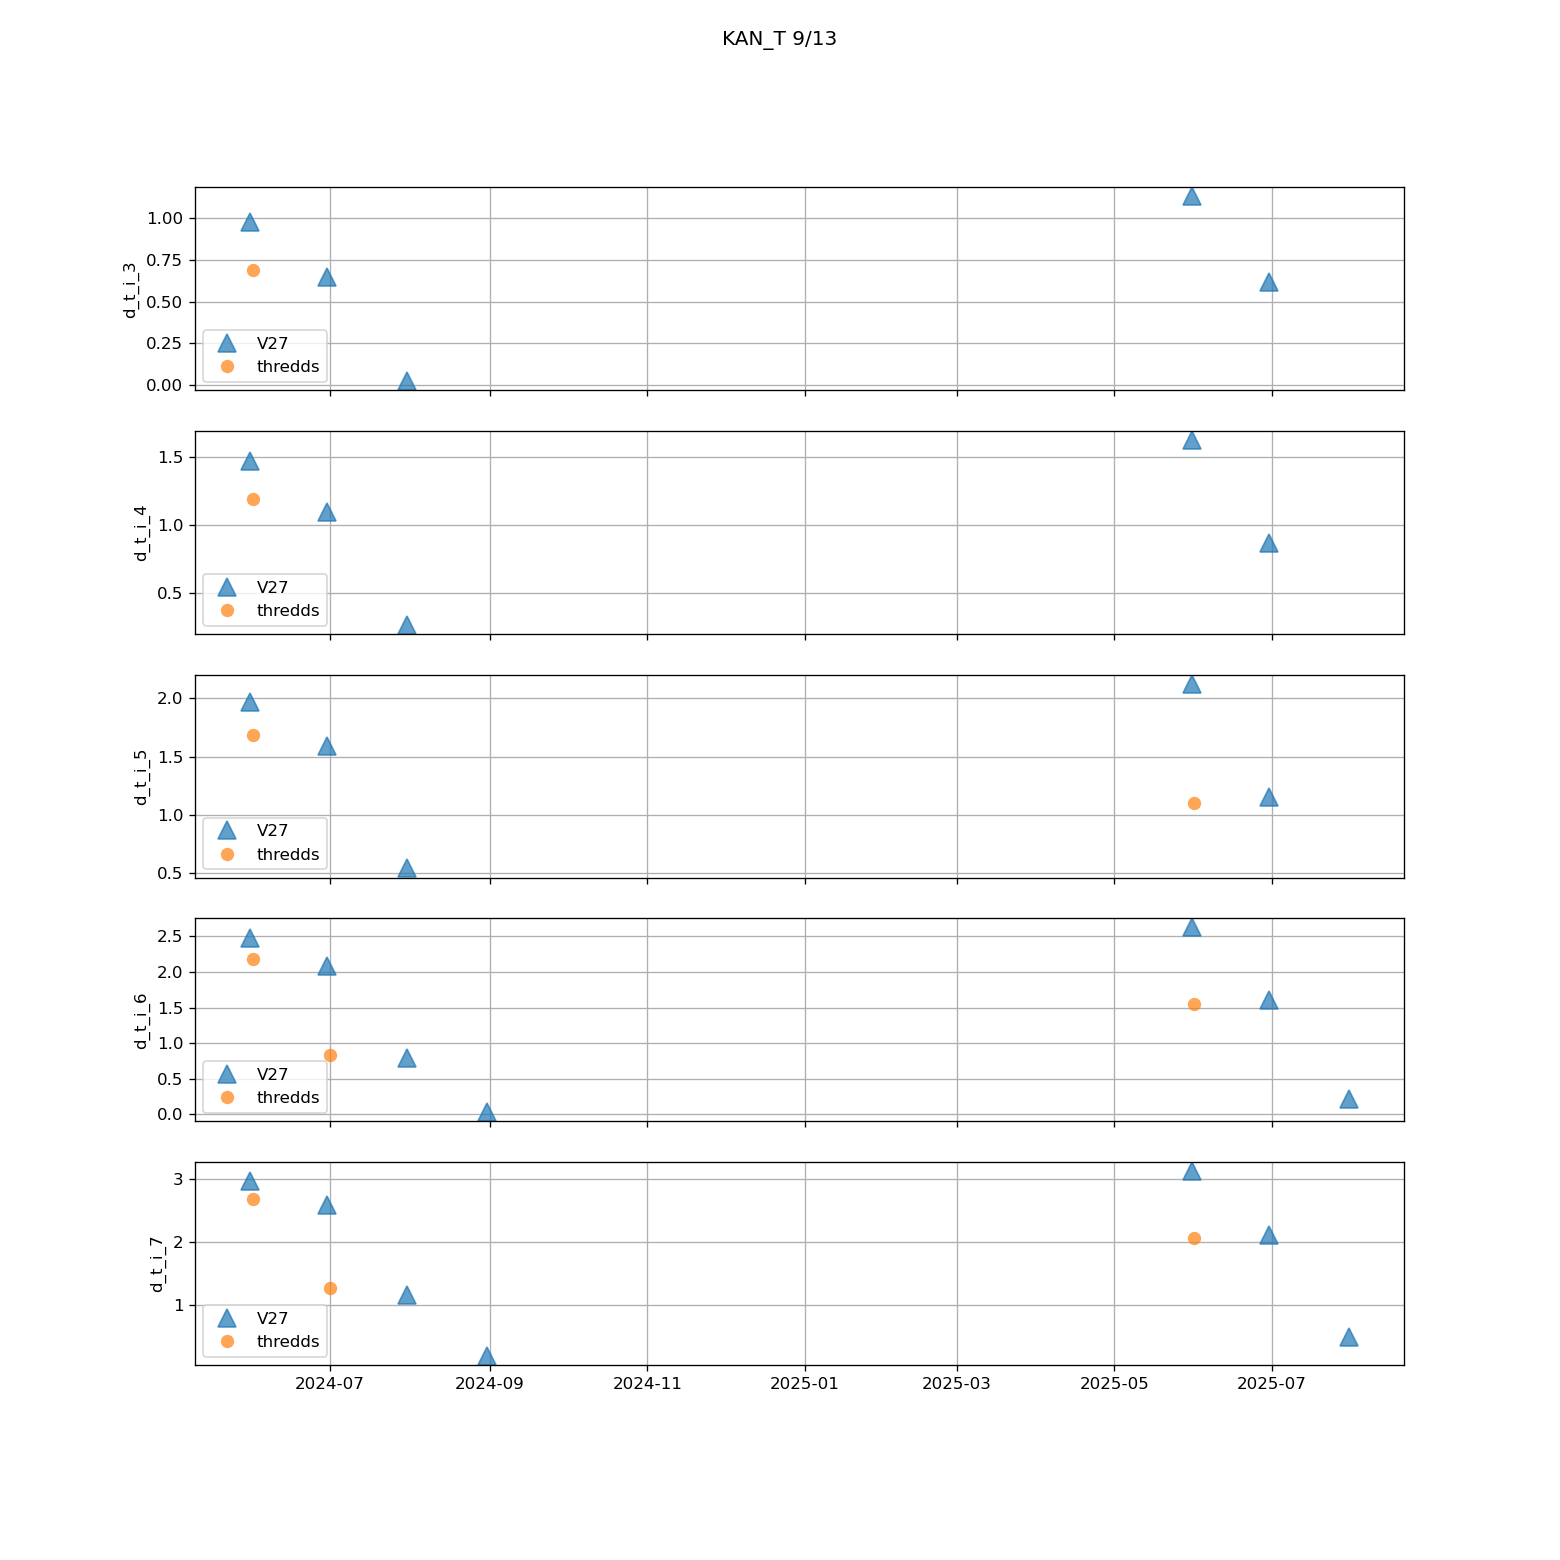 KAN_T 9/13
1.00
0.75
0.50
0.25
0.00
d_t_i_3
V27
thredds
1.5
1.0
0.5
d_t_i_4
V27
thredds
2.0
1.5
1.0
0.5
d_t_i_5
V27
thredds
2.5
2.0
1.5
1.0
0.5
0.0
d_t_i_6
V27
thredds
3
2
1
d_t_i_7
V27
thredds
2024-07 2024-09 2024-11 2025-01 2025-03 2025-05 2025-07